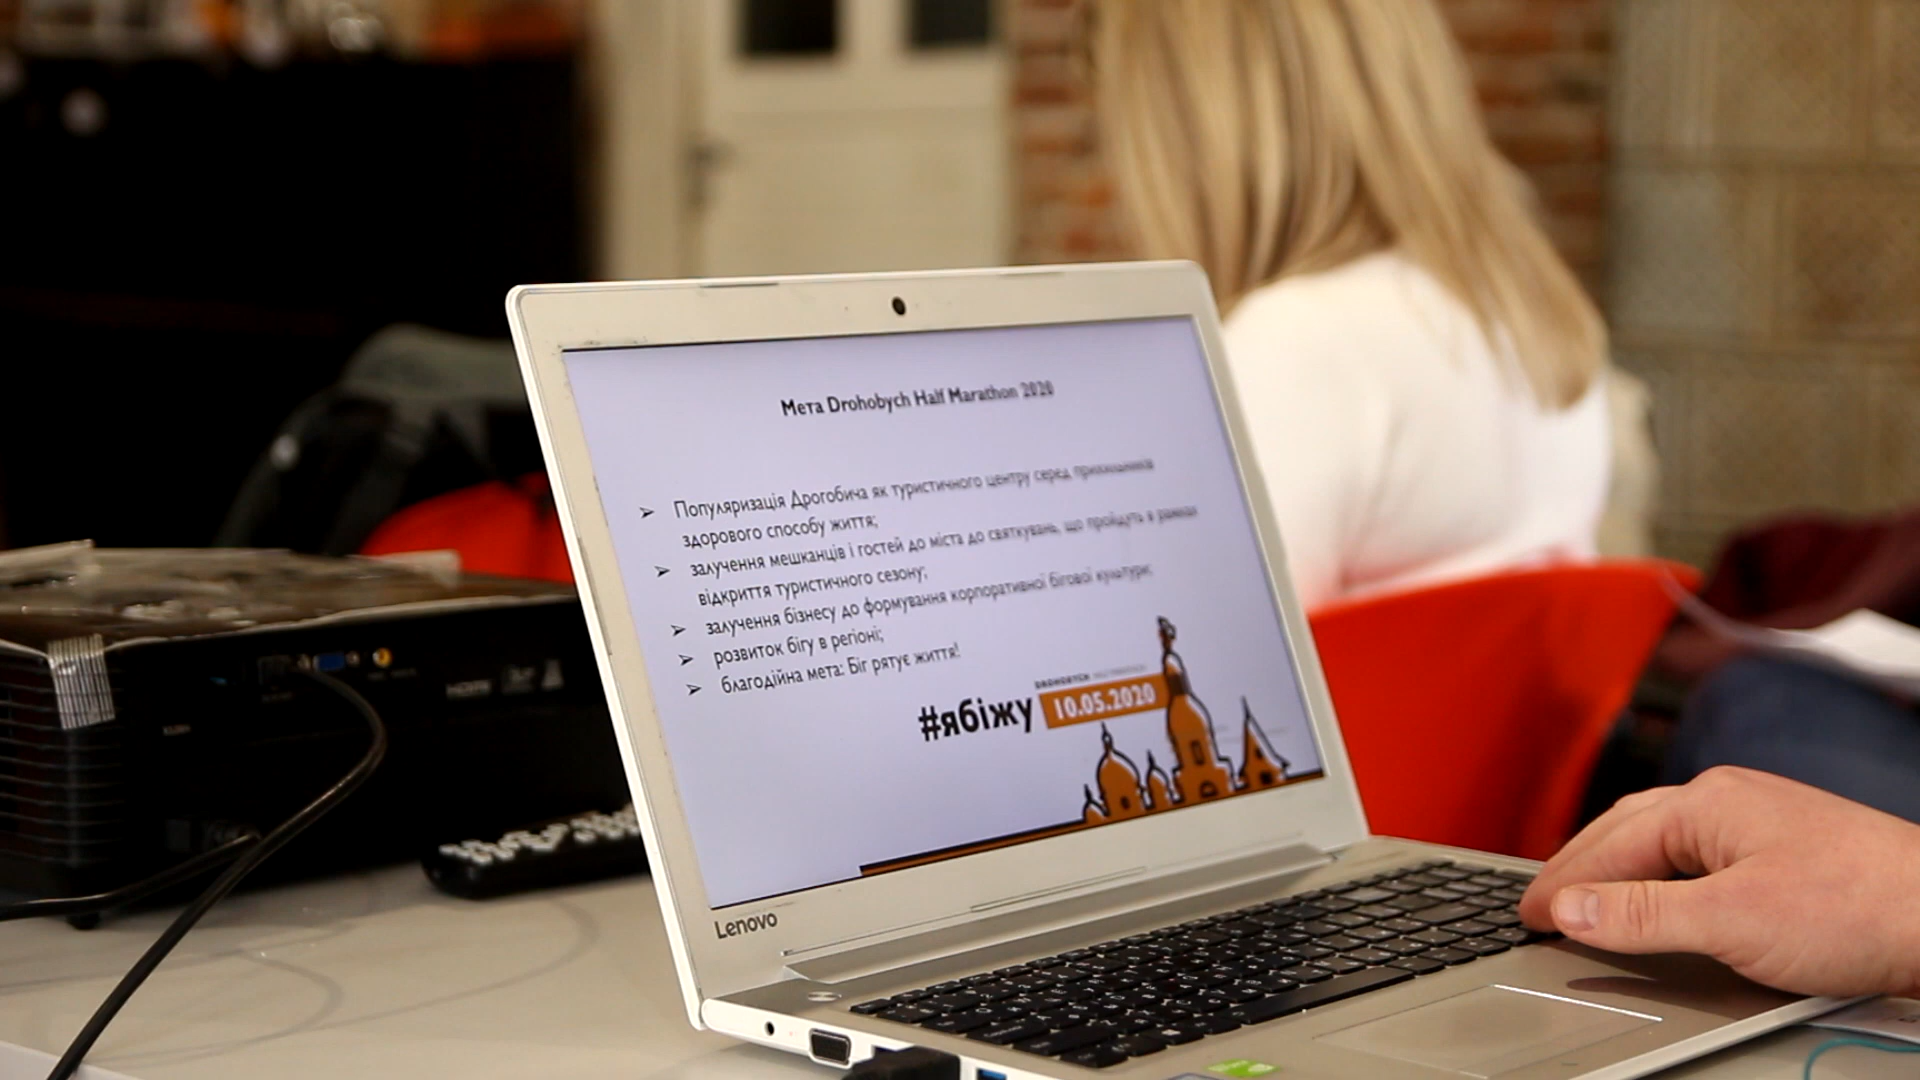 Мета Drohobych Half Marathon 2020
➢ Популяризація Дрогобича як туристичного центру серед прихильників
здорового способу життя;
➢ залучення мешканців і гостей до міста до святкувань, що пройдуть в рамках
відкриття туристичного сезону;
➢ залучення бізнесу до формування корпоративної бігової культури;
➢ розвиток бігу в регіоні;
➢ благодійна мета: Біг рятує життя!
DROHOBYCH
#ябіжу 10.05.2020
Lenovo
HDMI